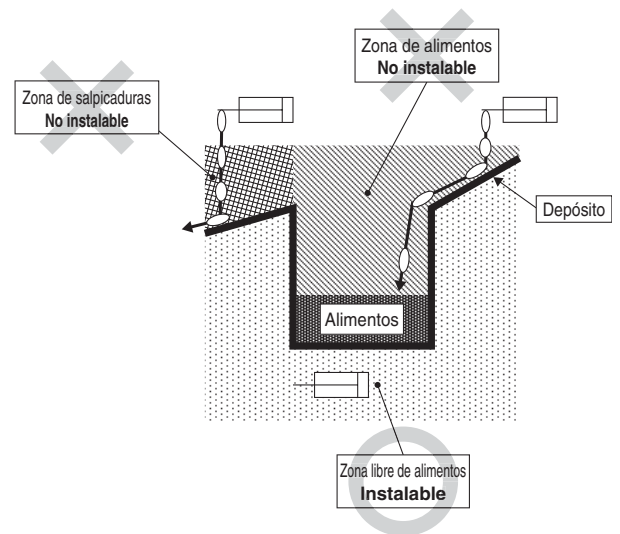 Zona de alimentos
No instalable
Zona de salpicaduras
No instalable
Depósito
Alimentos
Zona libre de alimentos
Instalable